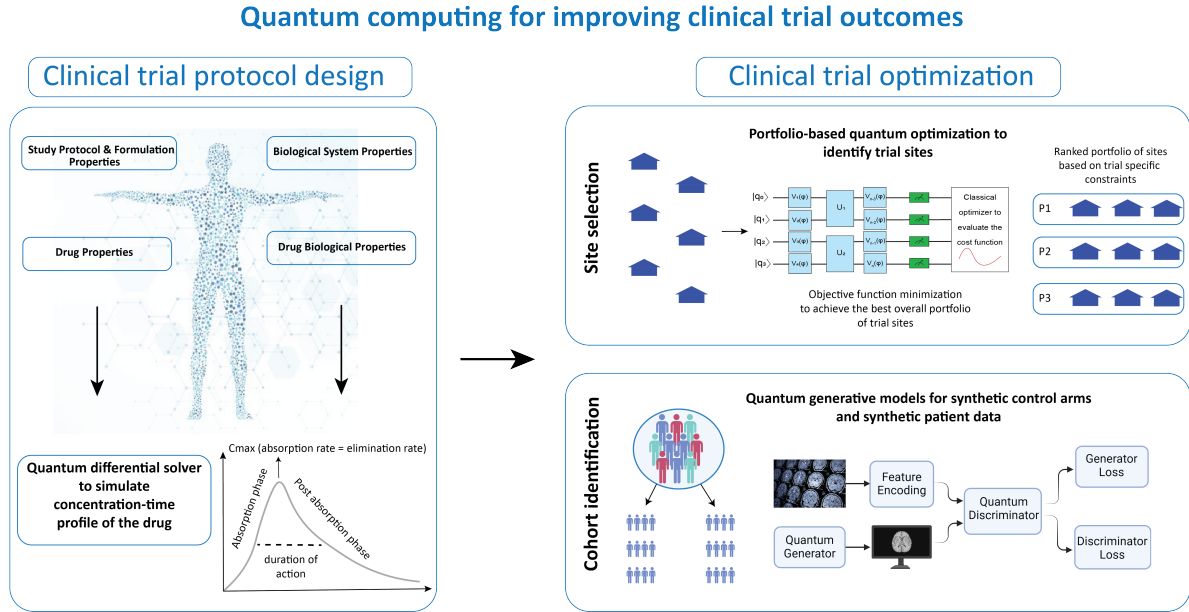 Quantum computing for improving clinical trial outcomes
Clinical trial protocol design
Study Protocol & Formulation
Properties
Biological System Properties
Drug Properties
Drug Biological Properties
Quantum differential solver
to simulate
concentration-time
profile of the drug
Cmax (absorption rate = elimination rate)
Absorption phase
Post absorption phase
duration of
action
Clinical trial optimization
Site selection
Portfolio-based quantum optimization to
identify trial sites
|q₀⟩
|q₁⟩
|q₂⟩
|q₃⟩
V₁(φ)
U₁
U₂
Classical
optimizer to
evaluate the
cost function
Objective function minimization
to achieve the best overall portfolio
of trial sites
Ranked portfolio of sites
based on trial specific
constraints
P1
P2
P3
Cohort identification
Quantum generative models for synthetic control arms
and synthetic patient data
Feature
Encoding
Quantum
Generator
Quantum
Discriminator
Generator
Loss
Discriminator
Loss